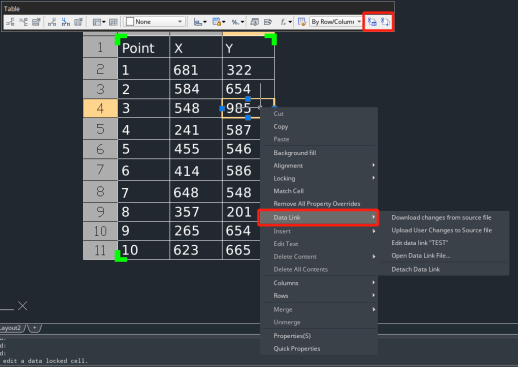 Table
None
By Row/Column
1 Point X Y
2 1 681 322
3 2 584 654
4 3 548 985
5 4 241 587
6 5 455 546
7 6 414 586
8 7 648 548
9 8 357 201
10 9 265 654
11 10 623 665
Cut
Copy
Paste
Background fill
Alignment
Locking
Match Cell
Remove All Property Overrides
Data Link
Insert
Edit Text
Delete Content
Delete All Contents
Columns
Rows
Merge
Unmerge
Properties(S)
Quick Properties
Download changes from source file
Upload User Changes to Source file
Edit data link "TEST"
Open Data Link File...
Detach Data Link
Layout2 / +
d:
d:
edit a data locked cell.